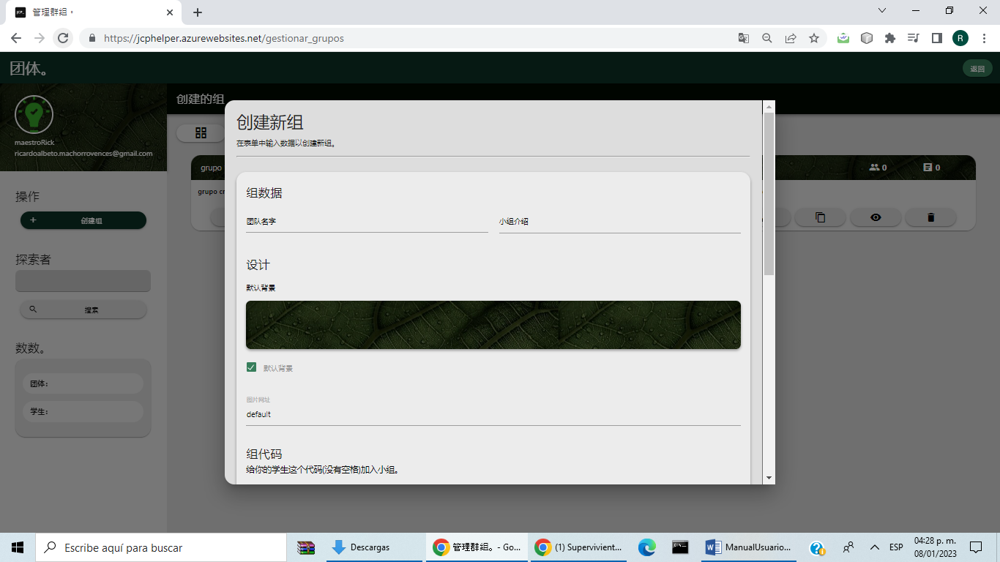 管理群组。
https://jcphelper.azurewebsites.net/gestionar_grupos
R
团体。
返回
maestroRick
ricardoalbeto.machorrovences@gmail.com
操作
创建组
探索者
搜索
数数。
团体：
学生：
创建的组
grupo
0
0
grupo
创建新组
在表单中输入数据以创建新组。
组数据
团队名字
小组介绍
设计
默认背景
默认背景
图片网址
default
组代码
给你的学生这个代码(没有空格)加入小组。
Escribe aquí para buscar
Descargas
管理群组。- Go...
(1) Supervivient...
ManualUsuario...
ESP
04:28 p. m.
08/01/2023